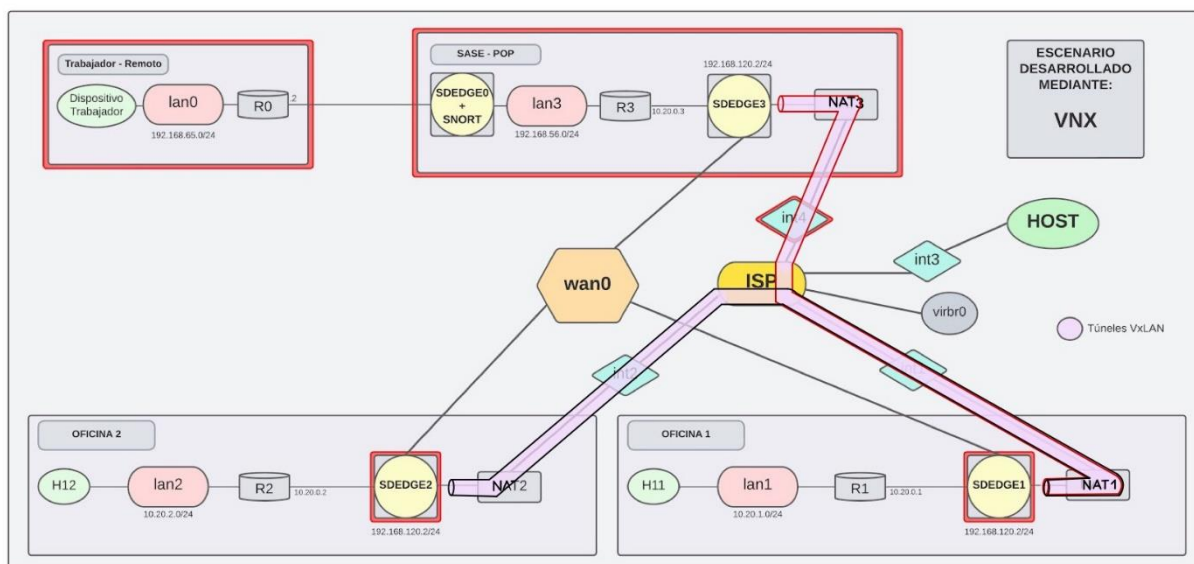 Trabajador - Remoto
Dispositivo
Trabajador
lan0
192.168.65.0/24
R0
.2
SASE - POP
SDEDGE0
+
SNORT
lan3
192.168.56.0/24
R3
10.20.0.3
192.168.120.2/24
SDEDGE3
NAT3
ESCENARIO
DESARROLLADO
MEDIANTE:
VNX
int4
HOST
int3
wan0
ISP
virbr0
Túneles VxLAN
int2
OFICINA 2
H12
lan2
10.20.2.0/24
R2
10.20.0.2
SDEDGE2
192.168.120.2/24
NAT2
OFICINA 1
H11
lan1
10.20.1.0/24
R1
10.20.0.1
SDEDGE1
192.168.120.2/24
NAT1